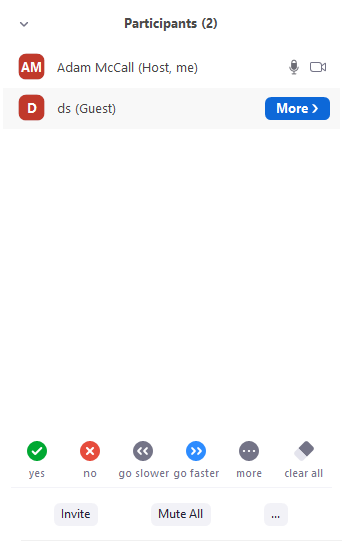 Participants (2)
AM Adam McCall (Host, me)
D ds (Guest) More >
yes no go slower go faster more clear all
Invite Mute All ...